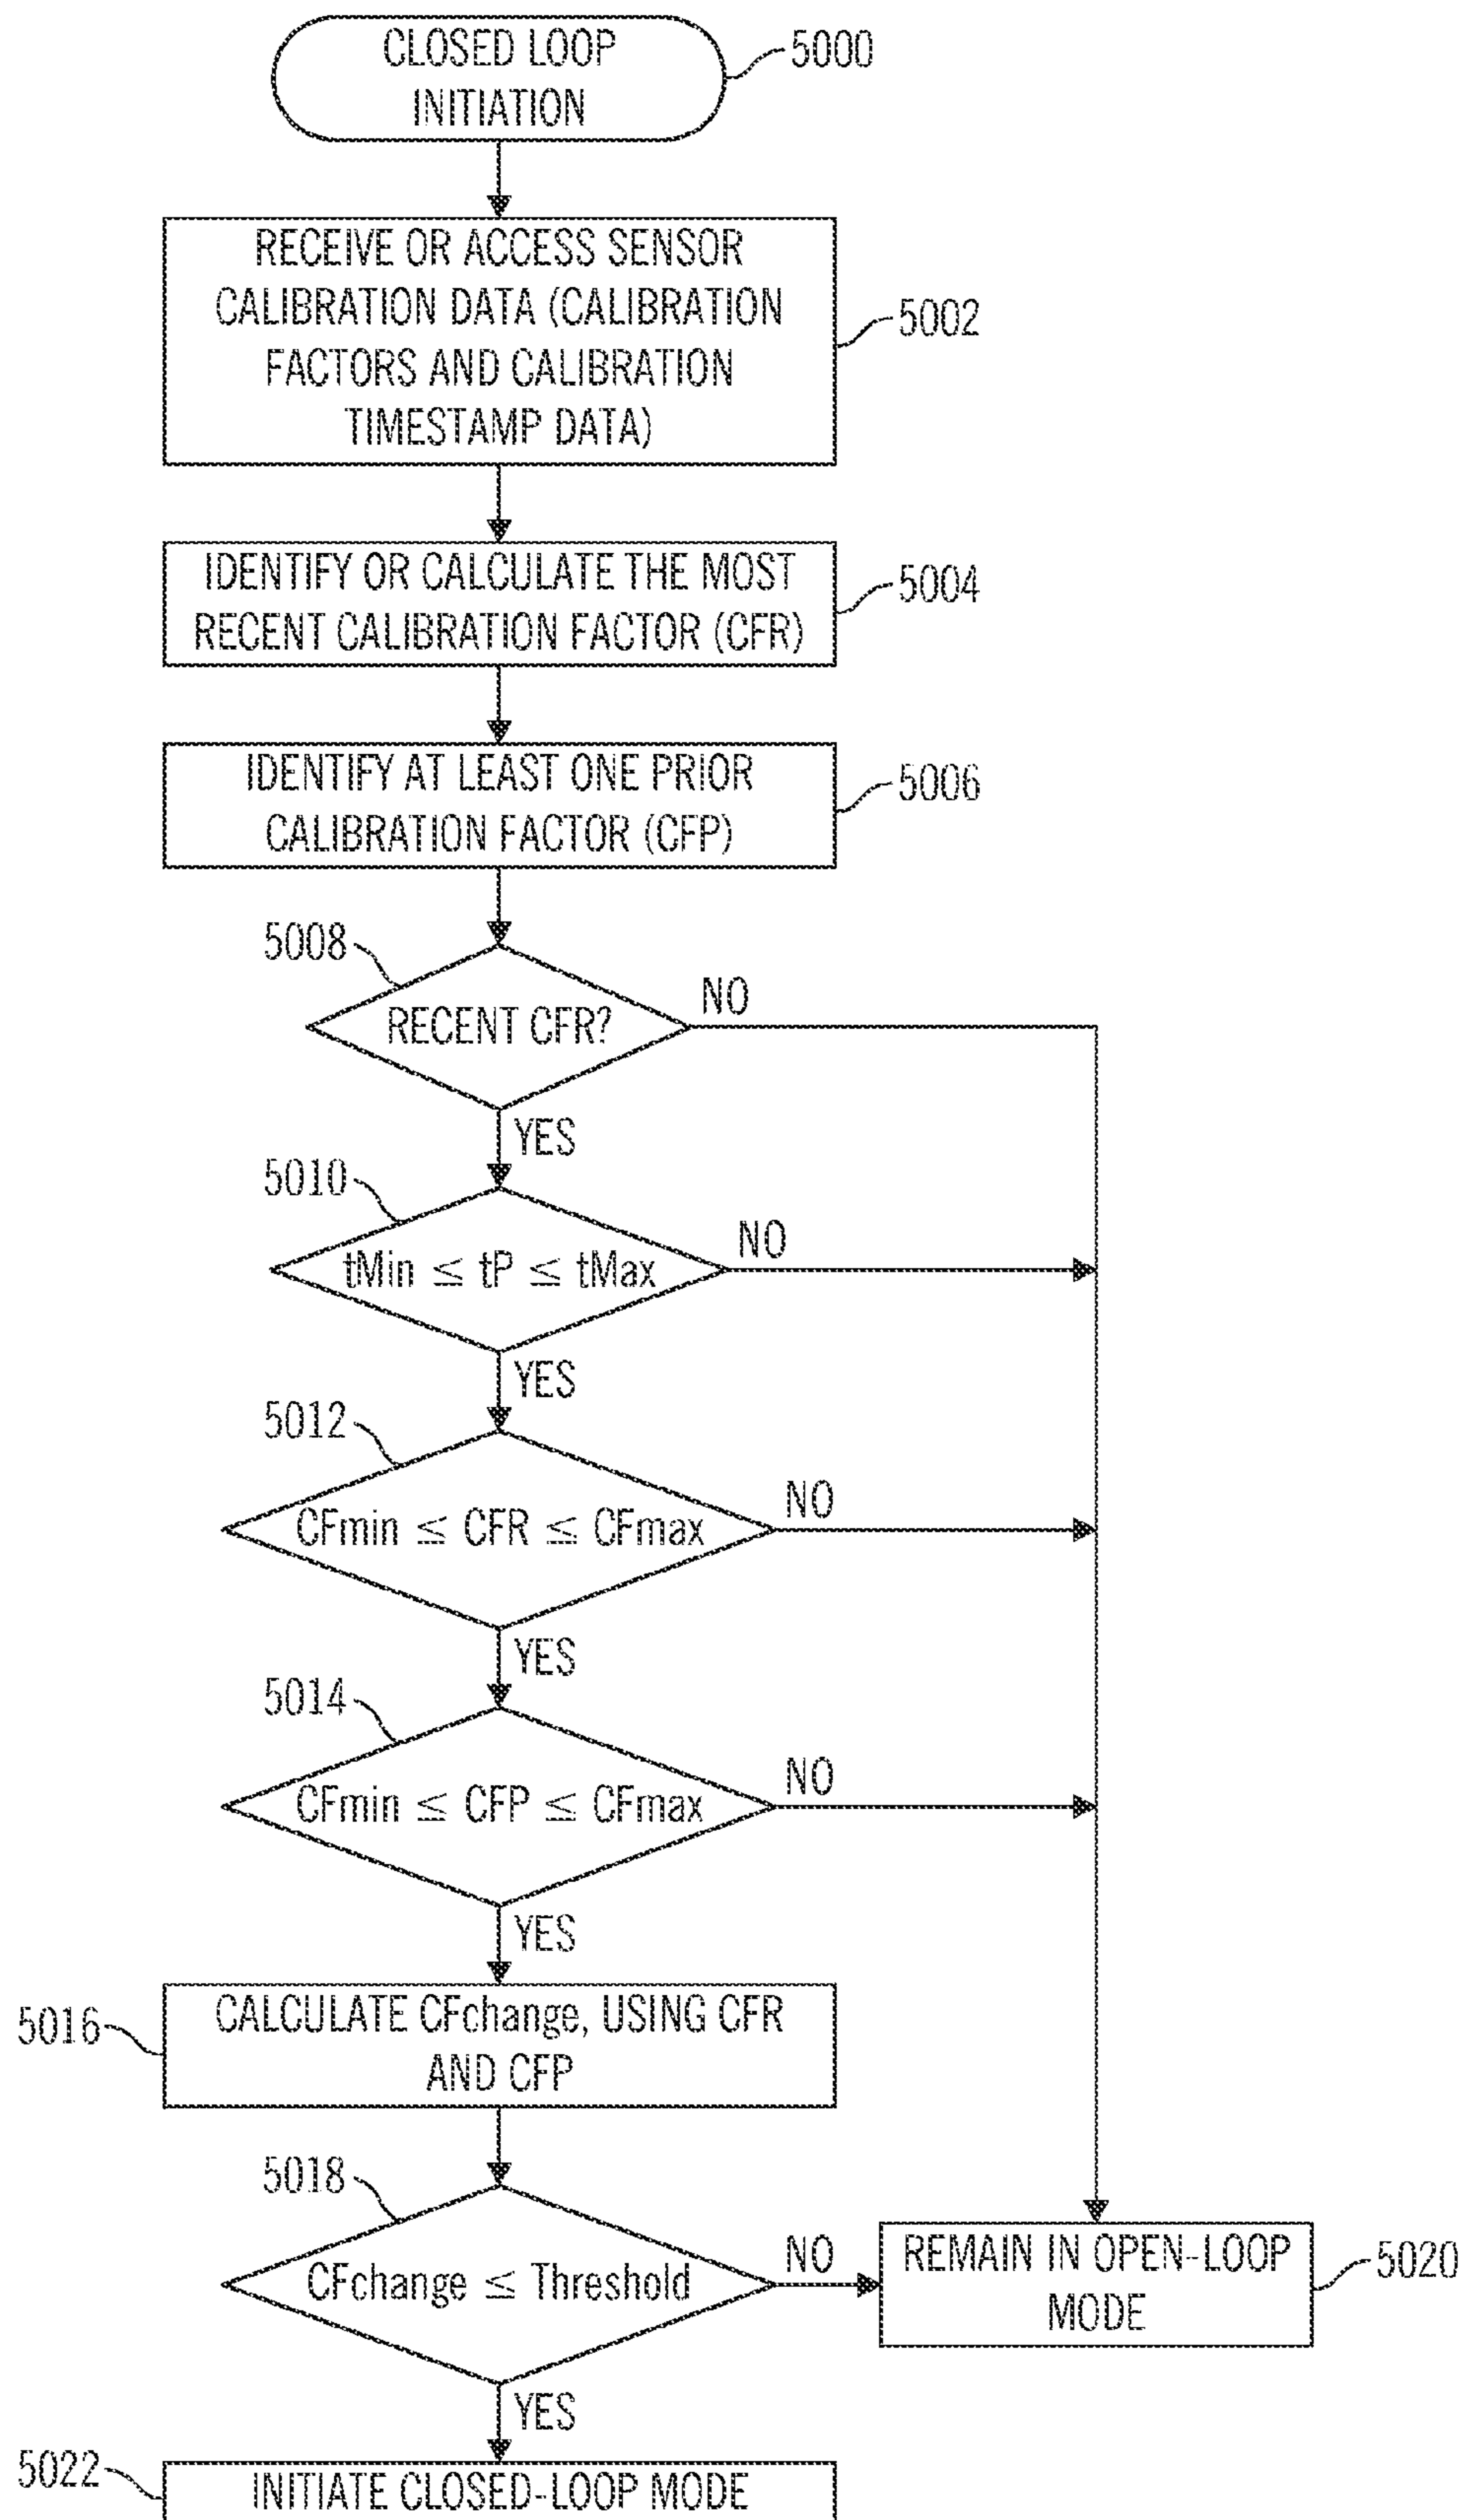 CLOSED LOOP
INITIATION
5000
RECEIVE OR ACCESS SENSOR
CALIBRATION DATA (CALIBRATION
FACTORS AND CALIBRATION
TIMESTAMP DATA)
5002
IDENTIFY OR CALCULATE THE MOST
RECENT CALIBRATION FACTOR (CFR)
5004
IDENTIFY AT LEAST ONE PRIOR
CALIBRATION FACTOR (CFP)
5006
5008
RECENT CFR?
NO
YES
5010
tMin ≤ tP ≤ tMax
NO
YES
5012
CFmin ≤ CFR ≤ CFmax
NO
YES
5014
CFmin ≤ CFP ≤ CFmax
NO
YES
5016
CALCULATE CFchange, USING CFR
AND CFP
5018
CFchange ≤ Threshold
NO
REMAIN IN OPEN-LOOP
MODE
5020
YES
5022
INITIATE CLOSED-LOOP MODE